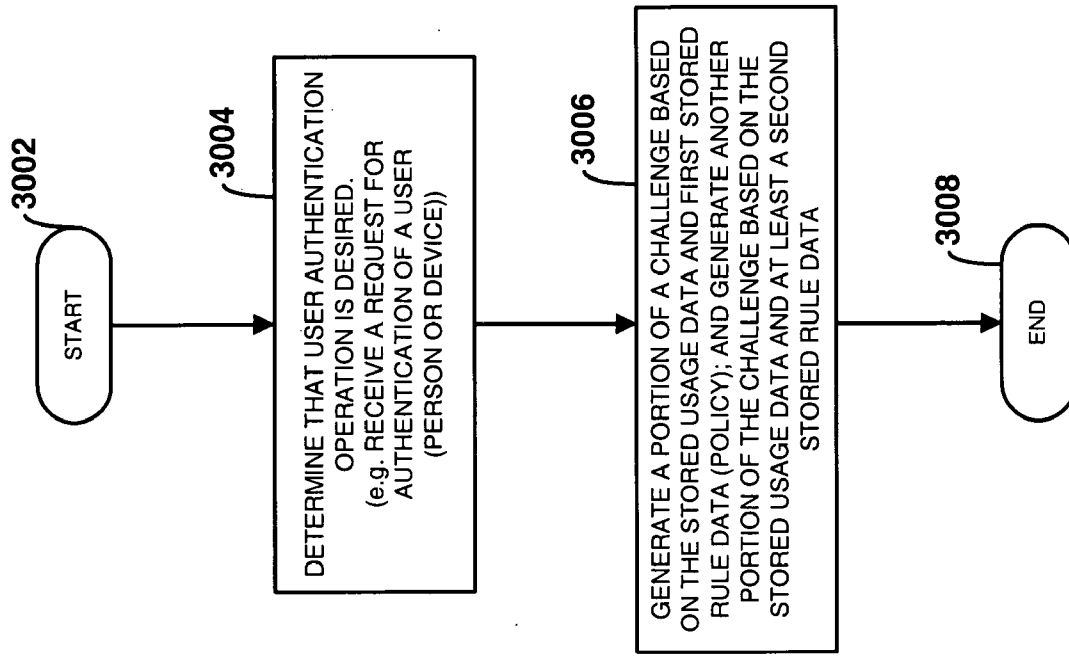 3002
START
3004
DETERMINE THAT USER AUTHENTICATION
OPERATION IS DESIRED.
(e.g. RECEIVE A REQUEST FOR
AUTHENTICATION OF A USER
(PERSON OR DEVICE))
3006
GENERATE A PORTION OF A CHALLENGE BASED
ON THE STORED USAGE DATA AND FIRST STORED
RULE DATA (POLICY); AND GENERATE ANOTHER
PORTION OF THE CHALLENGE BASED ON THE
STORED USAGE DATA AND AT LEAST A SECOND
STORED RULE DATA
3008
END